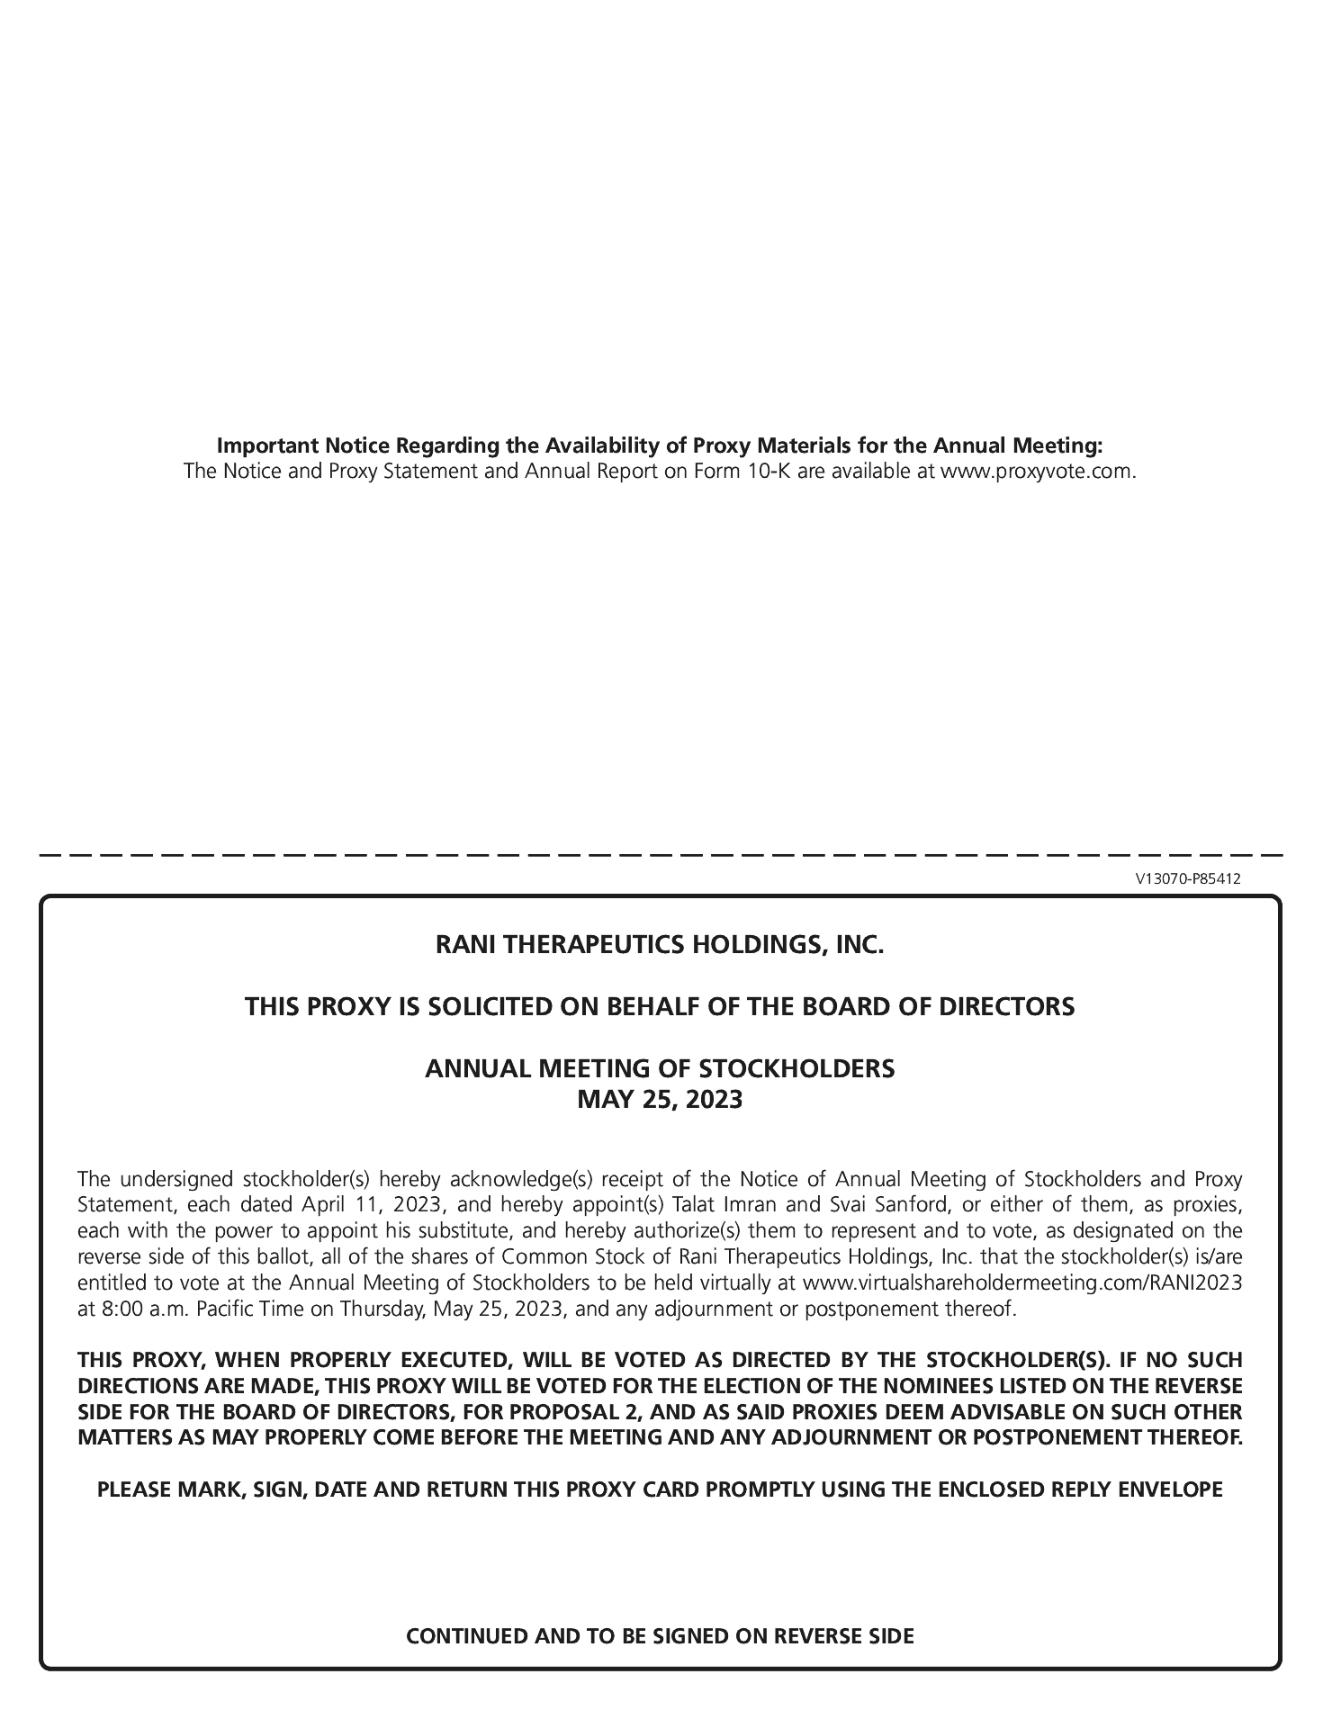 Important Notice Regarding the Availability of Proxy Materials for the Annual Meeting:
The Notice and Proxy Statement and Annual Report on Form 10-K are available at www.proxyvote.com.
V13070-P85412
RANI THERAPEUTICS HOLDINGS, INC.
THIS PROXY IS SOLICITED ON BEHALF OF THE BOARD OF DIRECTORS
ANNUAL MEETING OF STOCKHOLDERS
MAY 25, 2023
The undersigned stockholder(s) hereby acknowledge(s) receipt of the Notice of Annual Meeting of Stockholders and Proxy
Statement, each dated April 11, 2023, and hereby appoint(s) Talat Imran and Svai Sanford, or either of them, as proxies,
each with the power to appoint his substitute, and hereby authorize(s) them to represent and to vote, as designated on the
reverse side of this ballot, all of the shares of Common Stock of Rani Therapeutics Holdings, Inc. that the stockholder(s) is/are
entitled to vote at the Annual Meeting of Stockholders to be held virtually at www.virtualshareholdermeeting.com/RANI2023
at 8:00 a.m. Pacific Time on Thursday, May 25, 2023, and any adjournment or postponement thereof.
THIS PROXY, WHEN PROPERLY EXECUTED, WILL BE VOTED AS DIRECTED BY THE STOCKHOLDER(S). IF NO SUCH
DIRECTIONS ARE MADE, THIS PROXY WILL BE VOTED FOR THE ELECTION OF THE NOMINEES LISTED ON THE REVERSE
SIDE FOR THE BOARD OF DIRECTORS, FOR PROPOSAL 2, AND AS SAID PROXIES DEEM ADVISABLE ON SUCH OTHER
MATTERS AS MAY PROPERLY COME BEFORE THE MEETING AND ANY ADJOURNMENT OR POSTPONEMENT THEREOF.
PLEASE MARK, SIGN, DATE AND RETURN THIS PROXY CARD PROMPTLY USING THE ENCLOSED REPLY ENVELOPE
CONTINUED AND TO BE SIGNED ON REVERSE SIDE